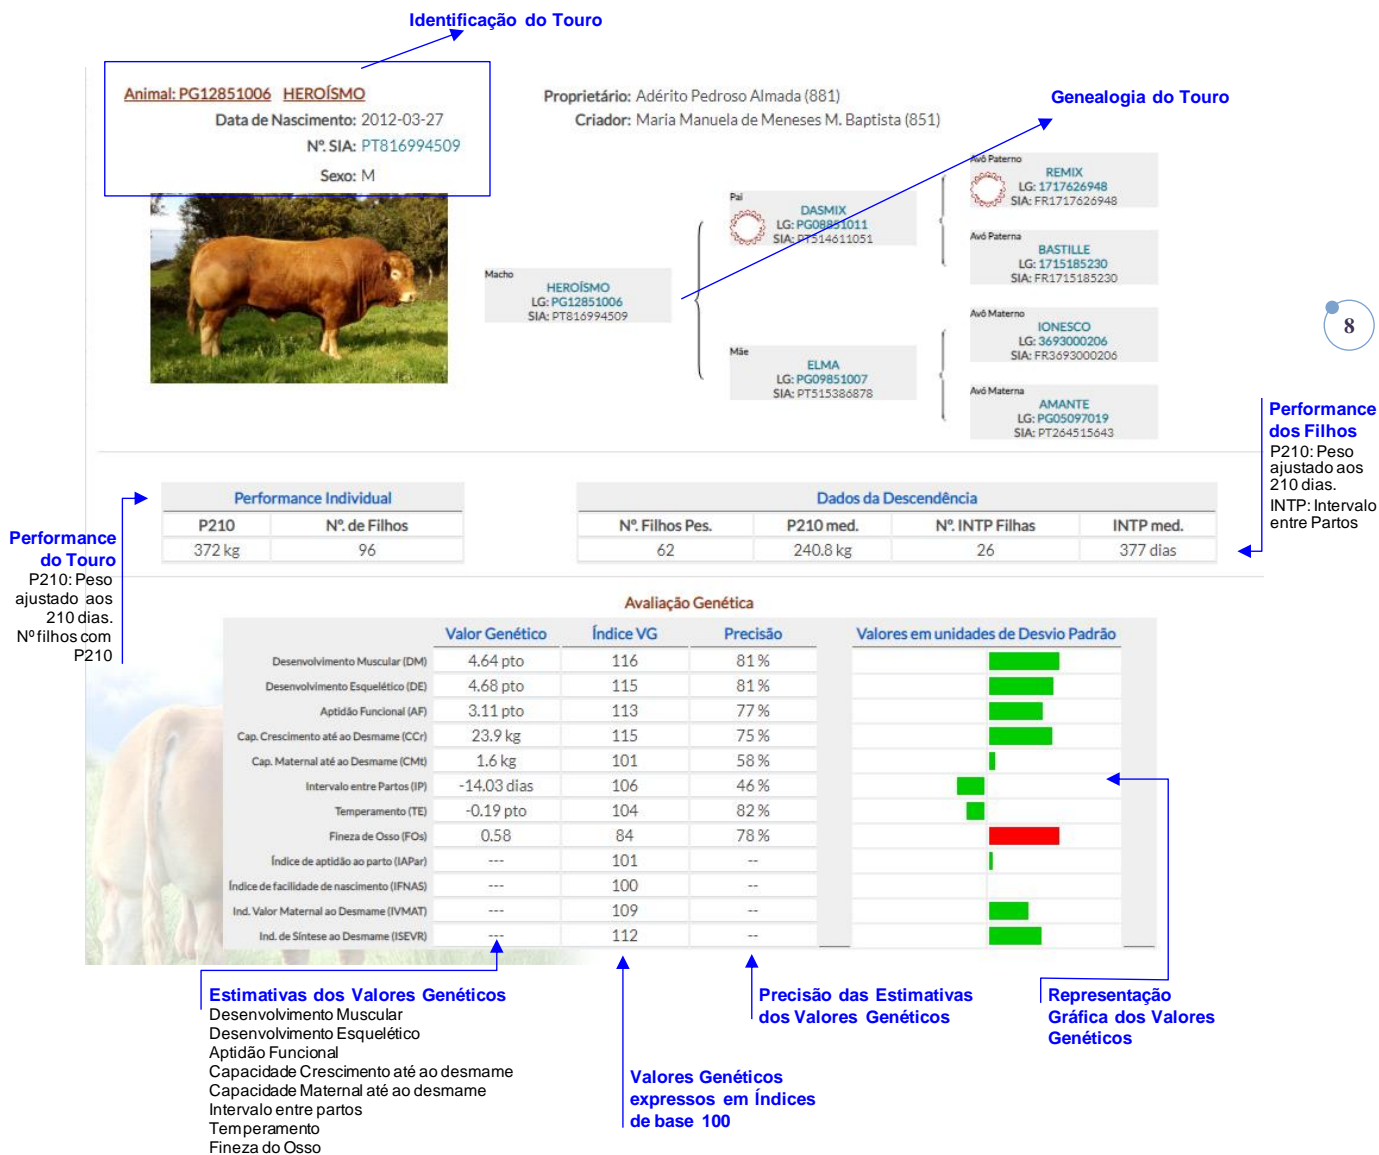 Identificação do Touro
Animal: PG12851006 HEROÍSMO
Data de Nascimento: 2012-03-27
Nº. SIA: PT816994509
Sexo: M
Proprietário: Adérito Pedroso Almada (881)
Criador: Maria Manuela de Meneses M. Baptista (851)
Genealogia do Touro
Macho
HEROÍSMO
LG: PG12851006
SIA: PT816994509
Pai
DASMIX
LG: PG08851011
SIA: PT514611051
Mãe
ELMA
LG: PG09851007
SIA: PT515386878
Avô Paterno
REMIX
LG: 1717626948
SIA: FR1717626948
Avó Paterna
BASTILLE
LG: 1715185230
SIA: FR1715185230
Avô Materno
IONESCO
LG: 3693000206
SIA: FR3693000206
Avó Materna
AMANTE
LG: PG05097019
SIA: PT264515643
8
Performance
dos Filhos
P210: Peso
ajustado aos
210 dias.
INTP: Intervalo
entre Partos
Performance
do Touro
P210: Peso
ajustado aos
210 dias.
Nº filhos com
P210
Performance Individual
P210 Nº. de Filhos
372 kg 96
Dados da Descendência
Nº. Filhos Pes. P210 med. Nº. INTP Filhas INTP med.
62 240.8 kg 26 377 dias
Avaliação Genética
Valor Genético Índice VG Precisão Valores em unidades de Desvio Padrão
Desenvolvimento Muscular (DM) 4.64 pto 116 81 %
Desenvolvimento Esquelético (DE) 4.68 pto 115 81 %
Aptidão Funcional (AF) 3.11 pto 113 77 %
Cap. Crescimento até ao Desmame (CCr) 23.9 kg 115 75 %
Cap. Maternal até ao Desmame (CMt) 1.6 kg 101 58 %
Intervalo entre Partos (IP) -14.03 dias 106 46 %
Temperamento (TE) -0.19 pto 104 82 %
Fineza de Osso (FOs) 0.58 84 78 %
Índice de aptidão ao parto (IAPar) --- 101 --
Índice de facilidade de nascimento (IFNAS) --- 100 --
Ind. Valor Maternal ao Desmame (IVMAT) --- 109 --
Ind. de Síntese ao Desmame (ISEVR) --- 112 --
Estimativas dos Valores Genéticos
Desenvolvimento Muscular
Desenvolvimento Esquelético
Aptidão Funcional
Capacidade Crescimento até ao desmame
Capacidade Maternal até ao desmame
Intervalo entre partos
Temperamento
Fineza do Osso
Valores Genéticos
expressos em Índices
de base 100
Precisão das Estimativas
dos Valores Genéticos
Representação
Gráfica dos Valores
Genéticos